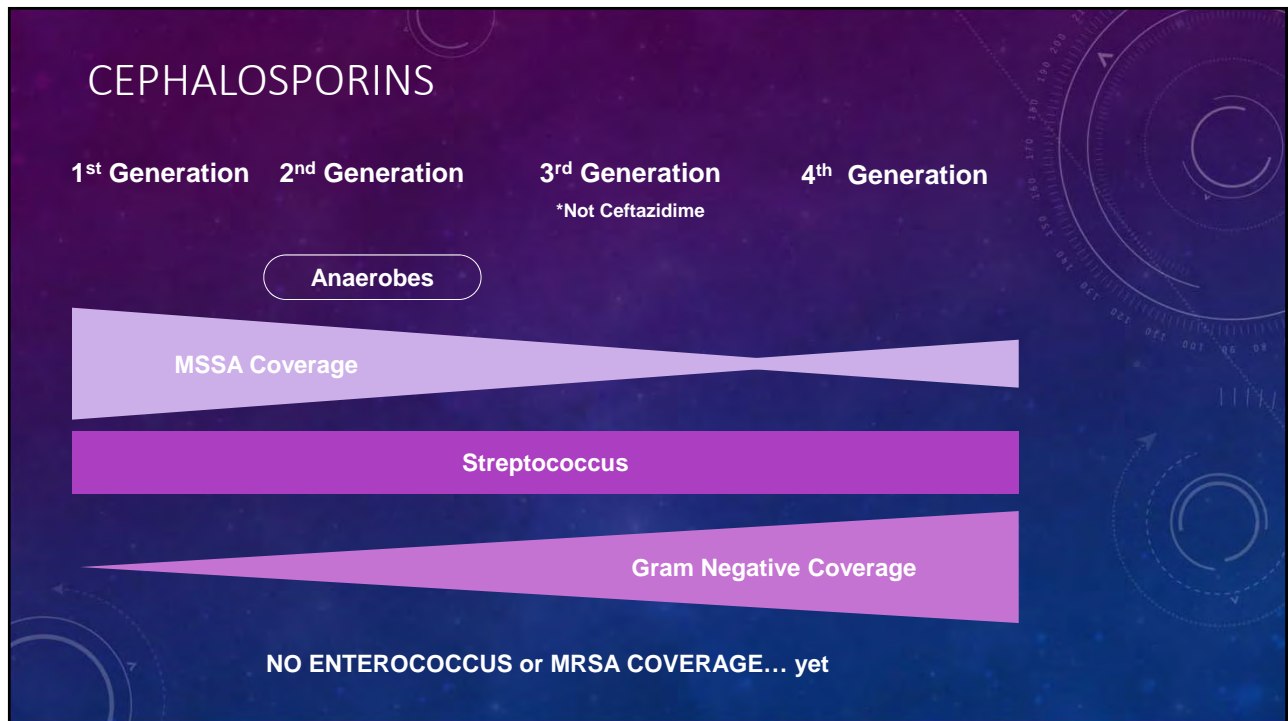 CEPHALOSPORINS
1st Generation 2nd Generation 3rd Generation 4th Generation
*Not Ceftazidime
Anaerobes
MSSA Coverage
Streptococcus
Gram Negative Coverage
NO ENTEROCOCCUS or MRSA COVERAGE… yet